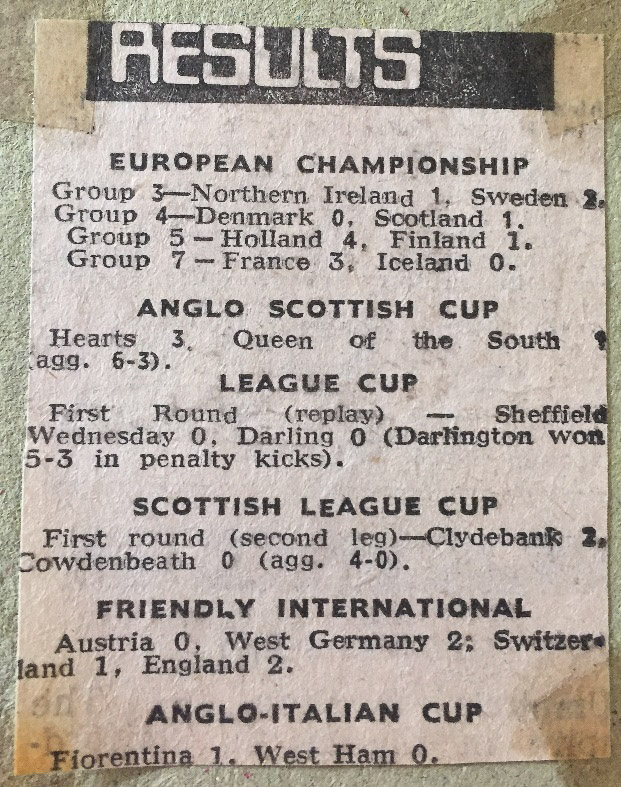 RESULTS
EUROPEAN CHAMPIONSHIP
Group 3—Northern Ireland 1, Sweden 2.
Group 4—Denmark 0, Scotland 1.
Group 5—Holland 4, Finland 1.
Group 7—France 3, Iceland 0.
ANGLO SCOTTISH CUP
Hearts 3, Queen of the South
(agg. 6-3).
LEAGUE CUP
First Round (replay) — Sheffield
Wednesday 0, Darling 0 (Darlington won
5-3 in penalty kicks).
SCOTTISH LEAGUE CUP
First round (second leg)—Clydebank 2,
Cowdenbeath 0 (agg. 4-0).
FRIENDLY INTERNATIONAL
Austria 0, West Germany 2; Switzer-
land 1, England 2.
ANGLO-ITALIAN CUP
Fiorentina 1, West Ham 0.